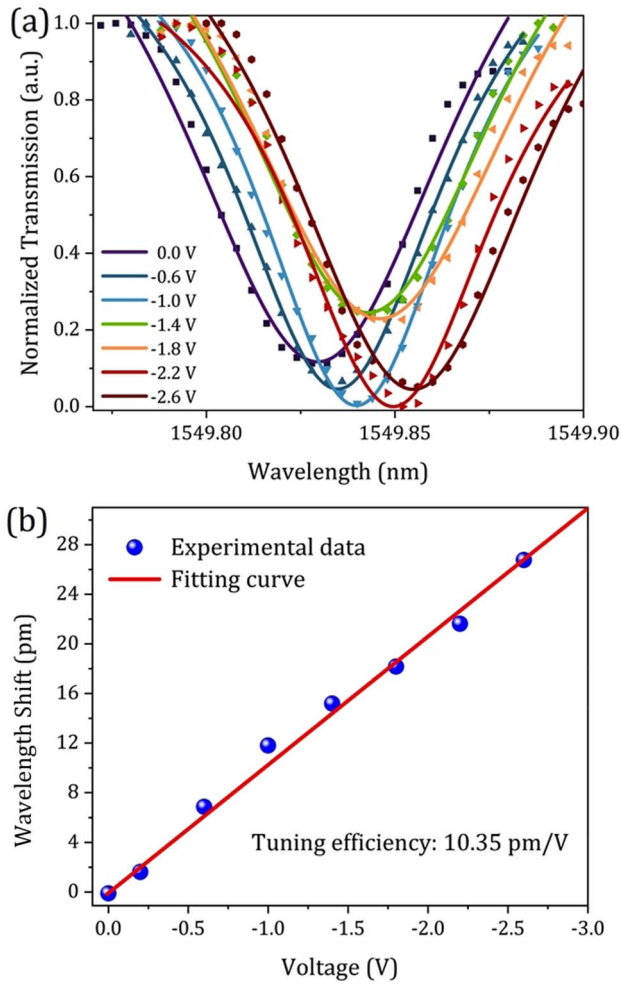 (a)
1.0
0.8
0.6
0.4
0.2
0.0
Normalized Transmission (a.u.)
0.0 V
-0.6 V
-1.0 V
-1.4 V
-1.8 V
-2.2 V
-2.6 V
1549.80 1549.85 1549.90
Wavelength (nm)
(b)
28
24
20
16
12
8
4
0
Wavelength Shift (pm)
Experimental data
Fitting curve
Tuning efficiency: 10.35 pm/V
0.0 -0.5 -1.0 -1.5 -2.0 -2.5 -3.0
Voltage (V)